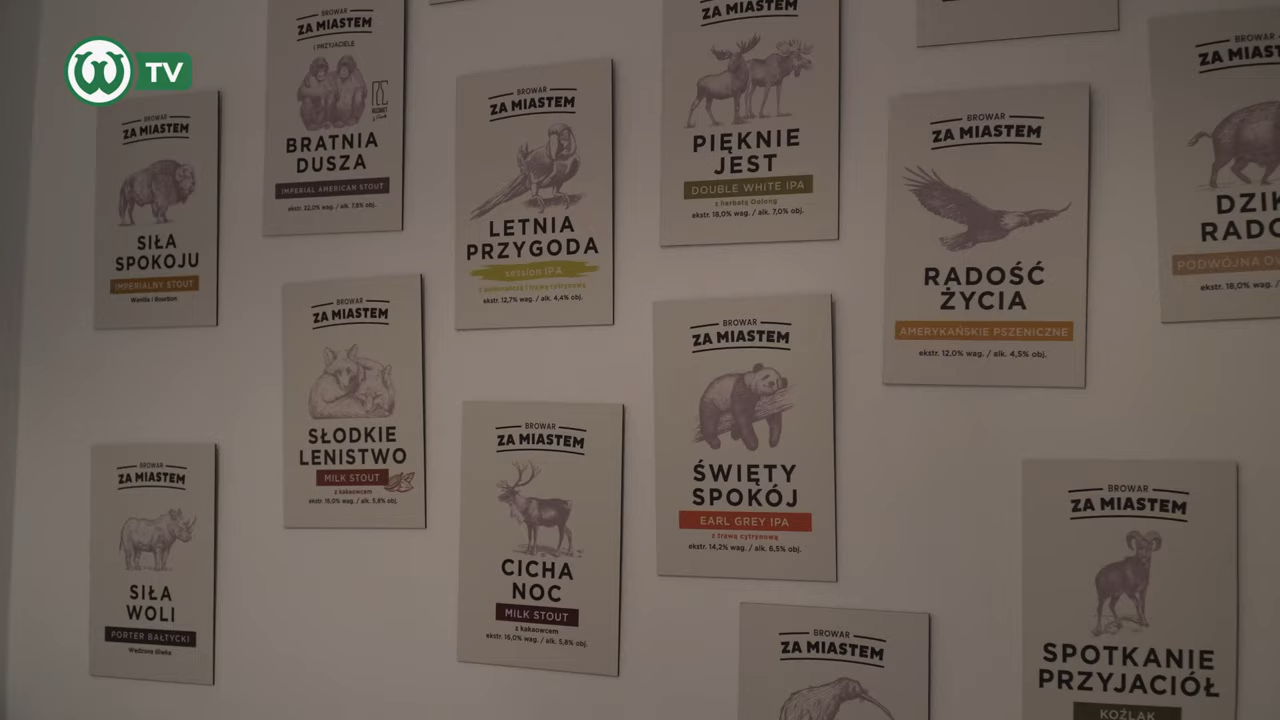 TV
BROWAR
ZA MIASTEM
SIŁA
SPOKOJU
IMPERIALNY STOUT
Wanilia i Bourbon
BROWAR
ZA MIASTEM
I PRZYJACIELE
BRATNIA
DUSZA
IMPERIAL AMERICAN STOUT
ekstr. 22,0% wag. / alk. 7,8% obj.
BROWAR
ZA MIASTEM
LETNIA
PRZYGODA
session IPA
ekstr. 12,7% wag. / alk. 4,4% obj.
ZA MIASTEM
PIĘKNIE
JEST
DOUBLE WHITE IPA
z herbatą Oolong
ekstr. 18,0% wag. / alk. 7,0% obj.
BROWAR
ZA MIASTEM
RADOŚĆ
ŻYCIA
AMERYKAŃSKIE PSZENICZNE
ekstr. 12,0% wag. / alk. 4,5% obj.
BROWAR
ZA MIAST
DZIK
RADO
PODWÓJNA OW
ekstr. 18,0% wag. /
BROWAR
ZA MIASTEM
SŁODKIE
LENISTWO
MILK STOUT
z kakaowcem
ekstr. 16,0% wag. / alk. 5,8% obj.
BROWAR
ZA MIASTEM
ŚWIĘTY
SPOKÓJ
EARL GREY IPA
z trawą cytrynową
ekstr. 14,2% wag. / alk. 6,5% obj.
BROWAR
ZA MIASTEM
SIŁA
WOLI
PORTER BAŁTYCKI
Wędzona śliwka
BROWAR
ZA MIASTEM
CICHA
NOC
MILK STOUT
z kakaowcem
ekstr. 16,0% wag. / alk. 5,8% obj.
BROWAR
ZA MIASTEM
BROWAR
ZA MIASTEM
SPOTKANIE
PRZYJACIÓŁ
KOŹLAK